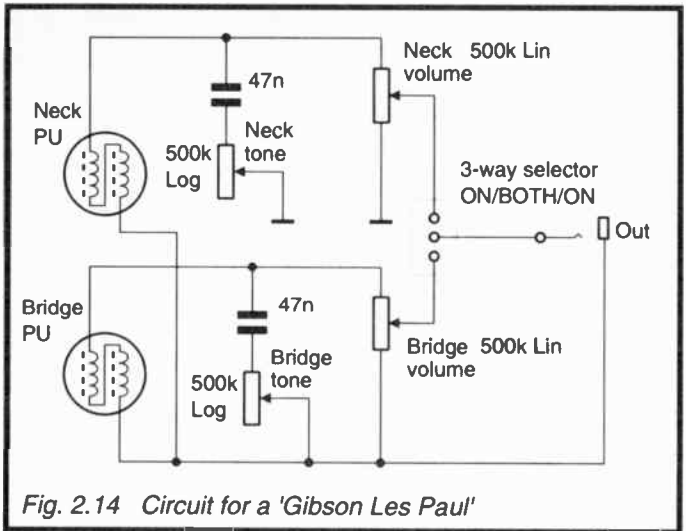 Neck 500k Lin
volume
47n
Neck
PU
500k
Log
Neck
tone
3-way selector
ON/BOTH/ON
Out
Bridge
PU
47n
500k
Log
Bridge
tone
Bridge 500k Lin
volume
Fig. 2.14 Circuit for a 'Gibson Les Paul'